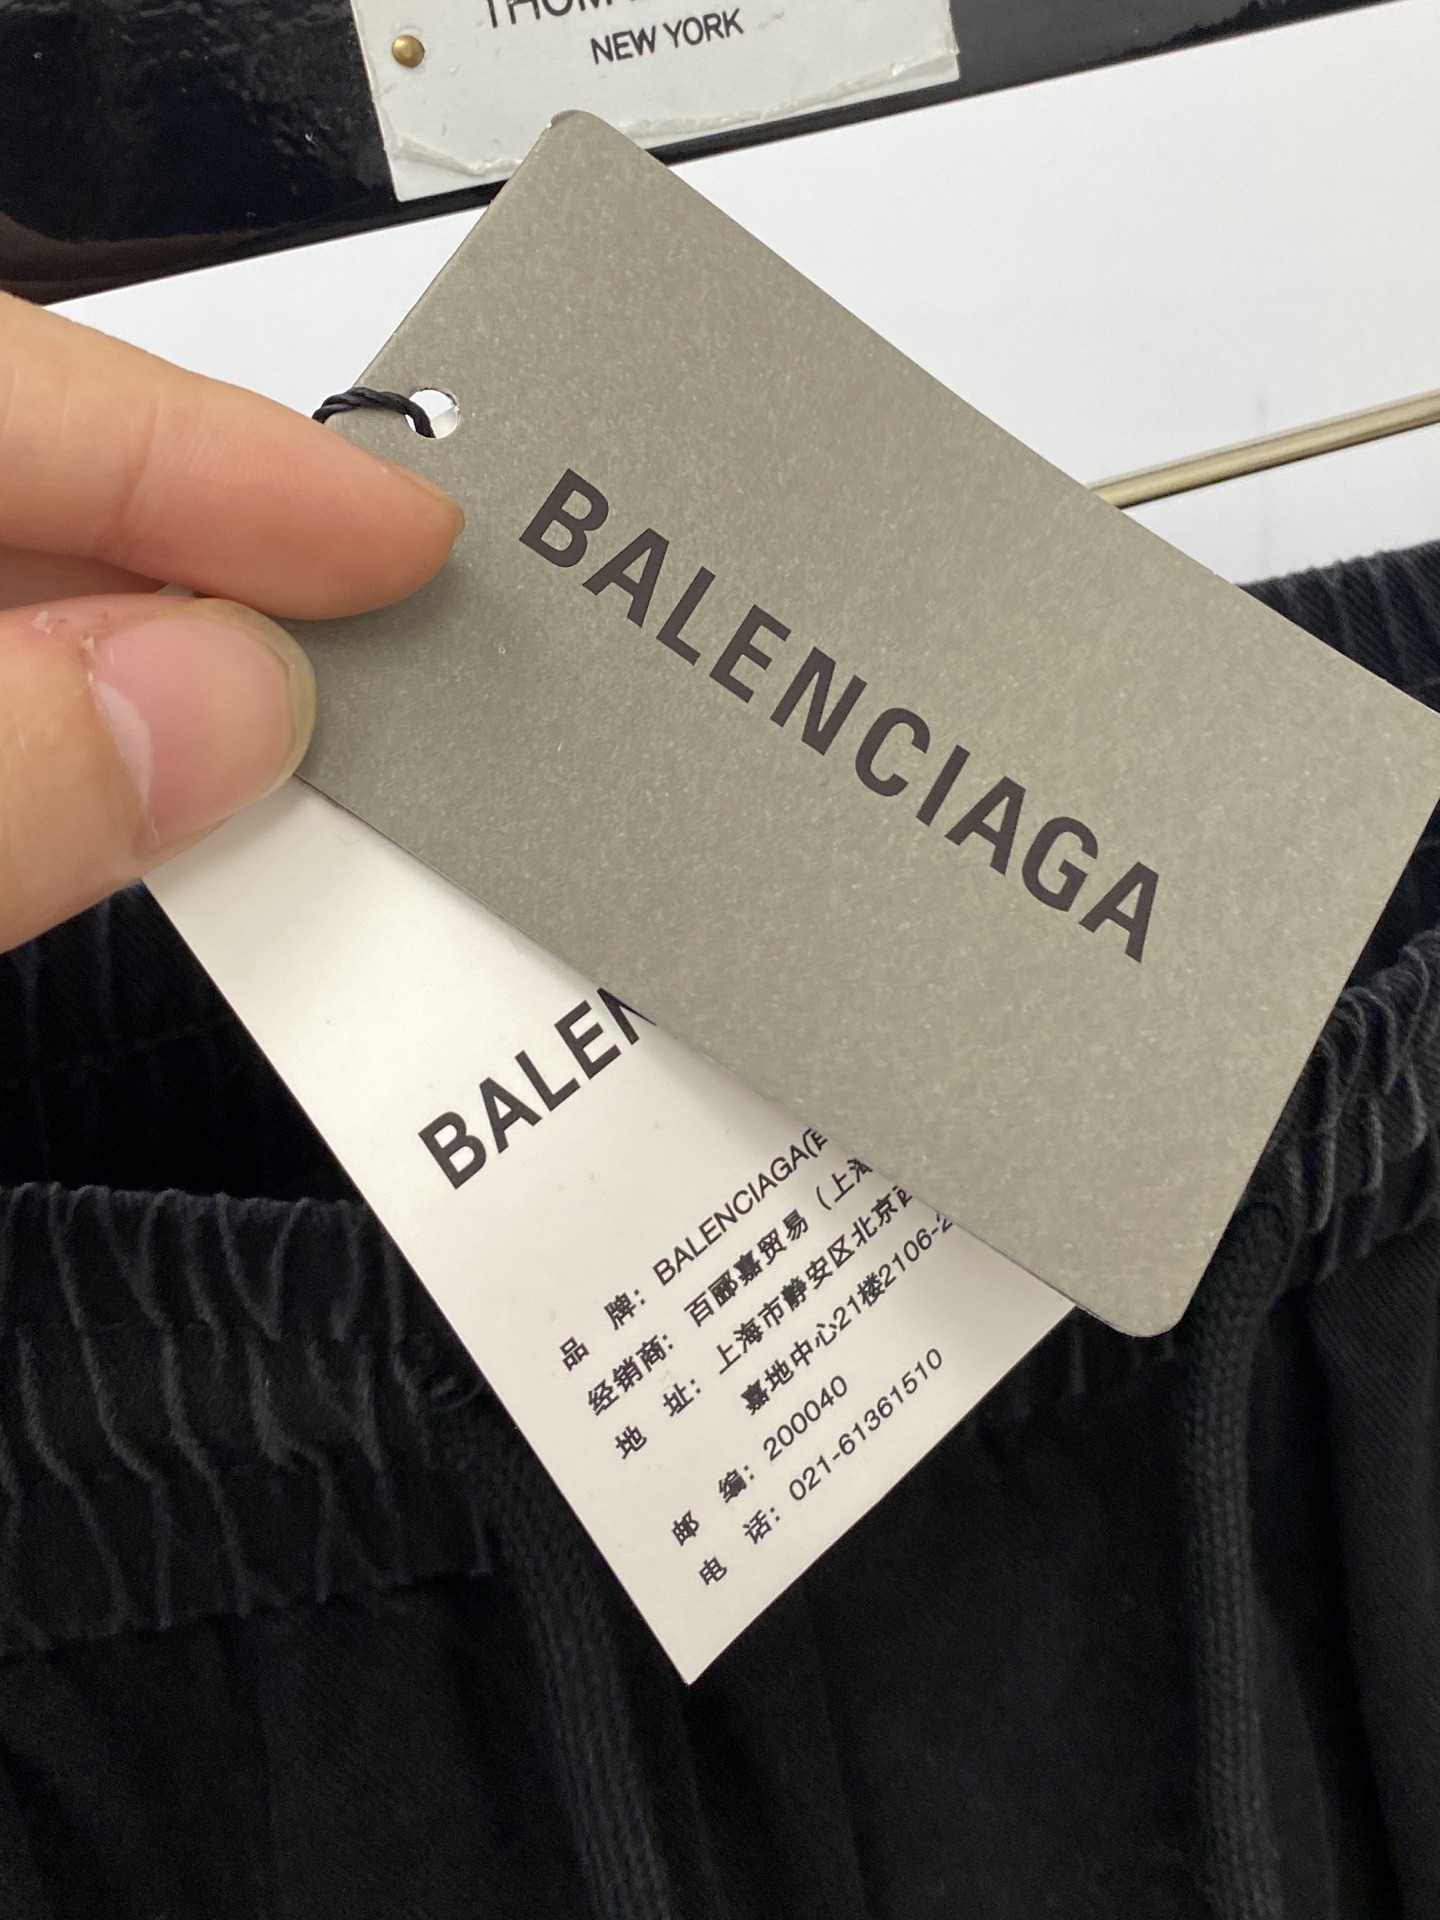 NEW YORK
BALENCIAGA
BALEN
品 牌：BALENCIAGA(
经销商：百郦嘉贸易（上海
地 址：上海市静安区北京西
嘉地中心21楼2106-2
邮 编：200040
电 话：021-61361510